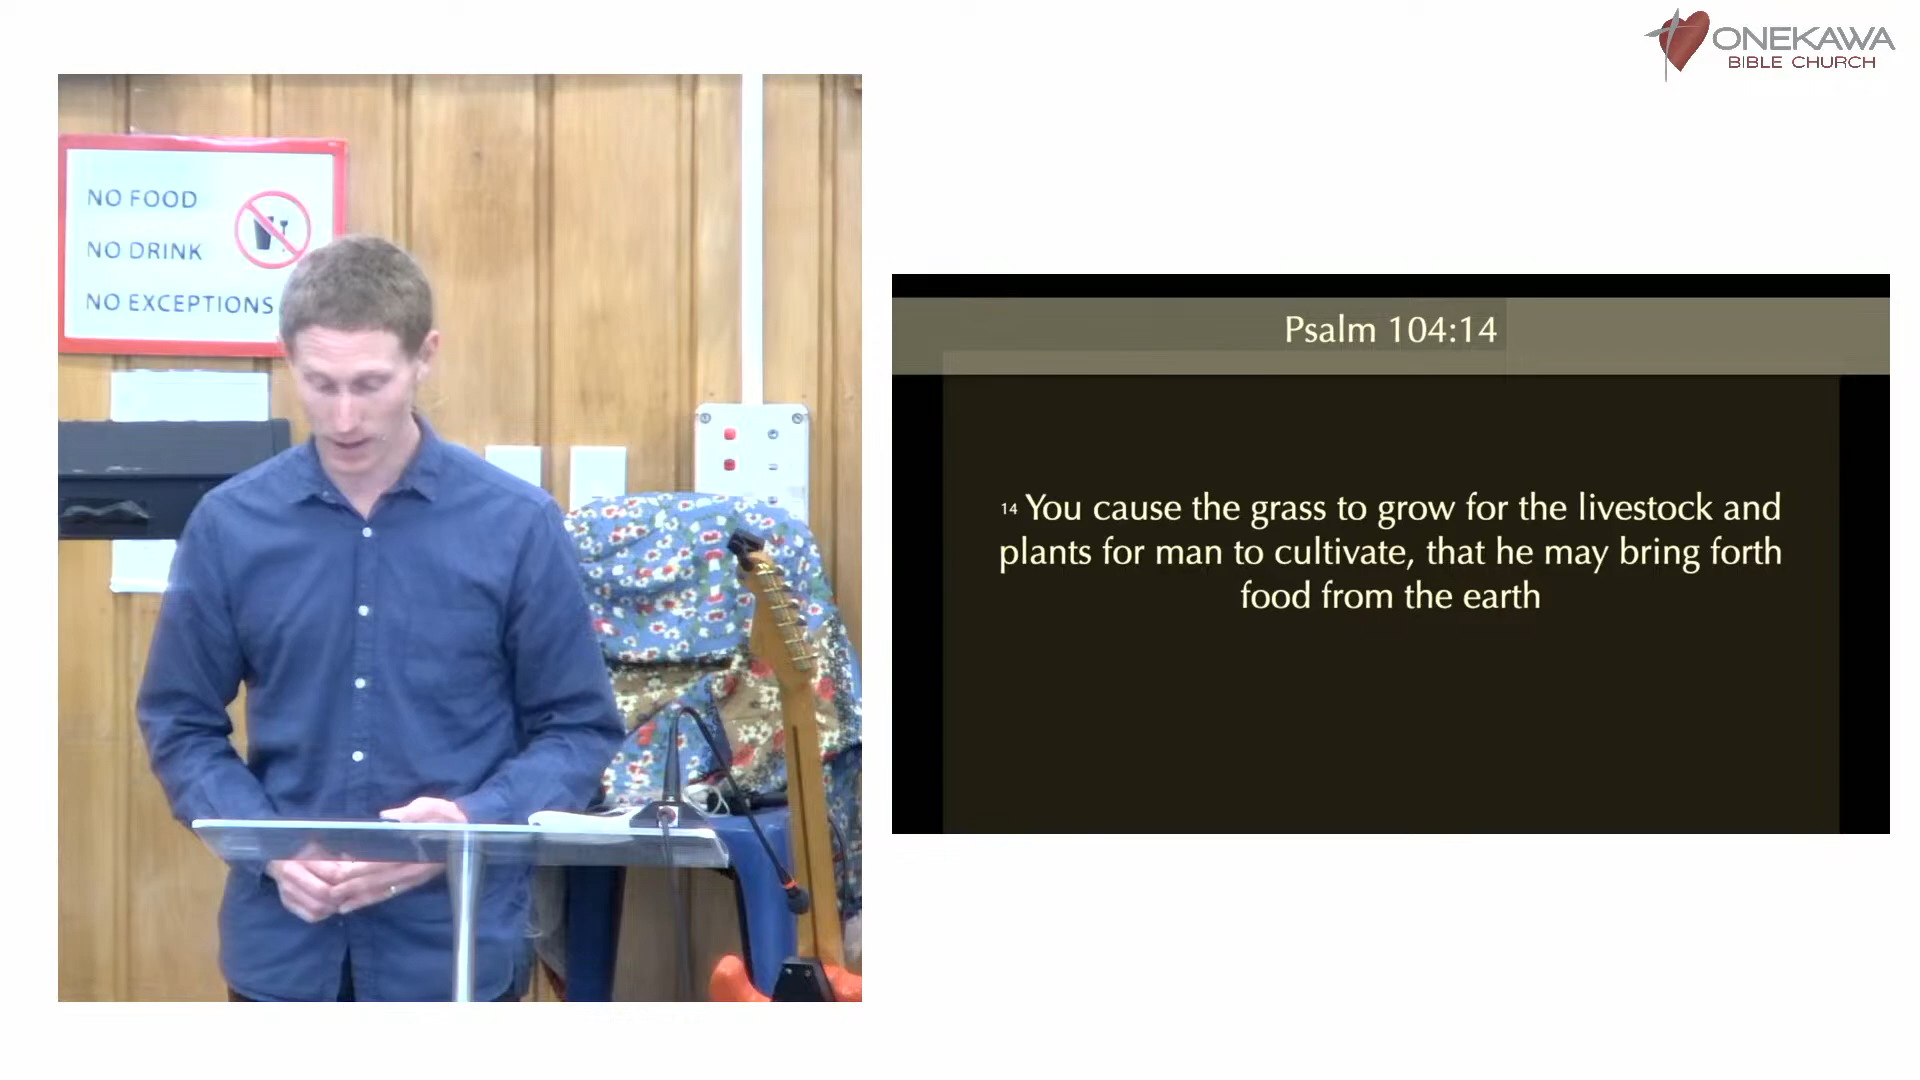 ONEKAWA
BIBLE CHURCH
NO FOOD
NO DRINK
NO EXCEPTIONS
Psalm 104:14
14 You cause the grass to grow for the livestock and
plants for man to cultivate, that he may bring forth
food from the earth